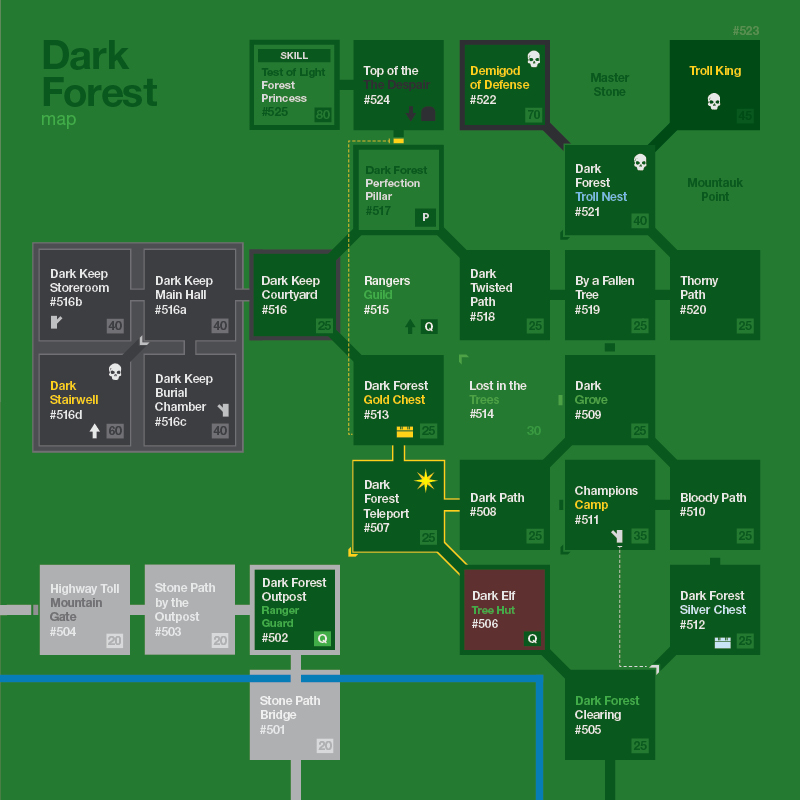 Dark
Forest
map
SKILL
Test of Light
Forest
Princess
#525
80
Top of the
The Despair
#524
Demigod
of Defense
#522
70
Master
Stone
#523
Troll King
45
Dark Forest
Perfection
Pillar
#517
P
Dark
Forest
Troll Nest
#521
40
Mountauk
Point
Dark Keep
Storeroom
#516b
40
Dark Keep
Main Hall
#516a
40
Dark Keep
Courtyard
#516
25
Rangers
Guild
#515
Q
Dark
Twisted
Path
#518
25
By a Fallen
Tree
#519
25
Thorny
Path
#520
25
Dark
Stairwell
#516d
60
Dark Keep
Burial
Chamber
#516c
40
Dark Forest
Gold Chest
#513
25
Lost in the
Trees
#514
30
Dark
Grove
#509
25
Dark
Forest
Teleport
#507
25
Dark Path
#508
25
Champions
Camp
#511
35
Bloody Path
#510
25
Highway Toll
Mountain
Gate
#504
20
Stone Path
by the
Outpost
#503
20
Dark Forest
Outpost
Ranger
Guard
#502
Q
Dark Elf
Tree Hut
#506
Q
Dark Forest
Silver Chest
#512
25
Stone Path
Bridge
#501
20
Dark Forest
Clearing
#505
25